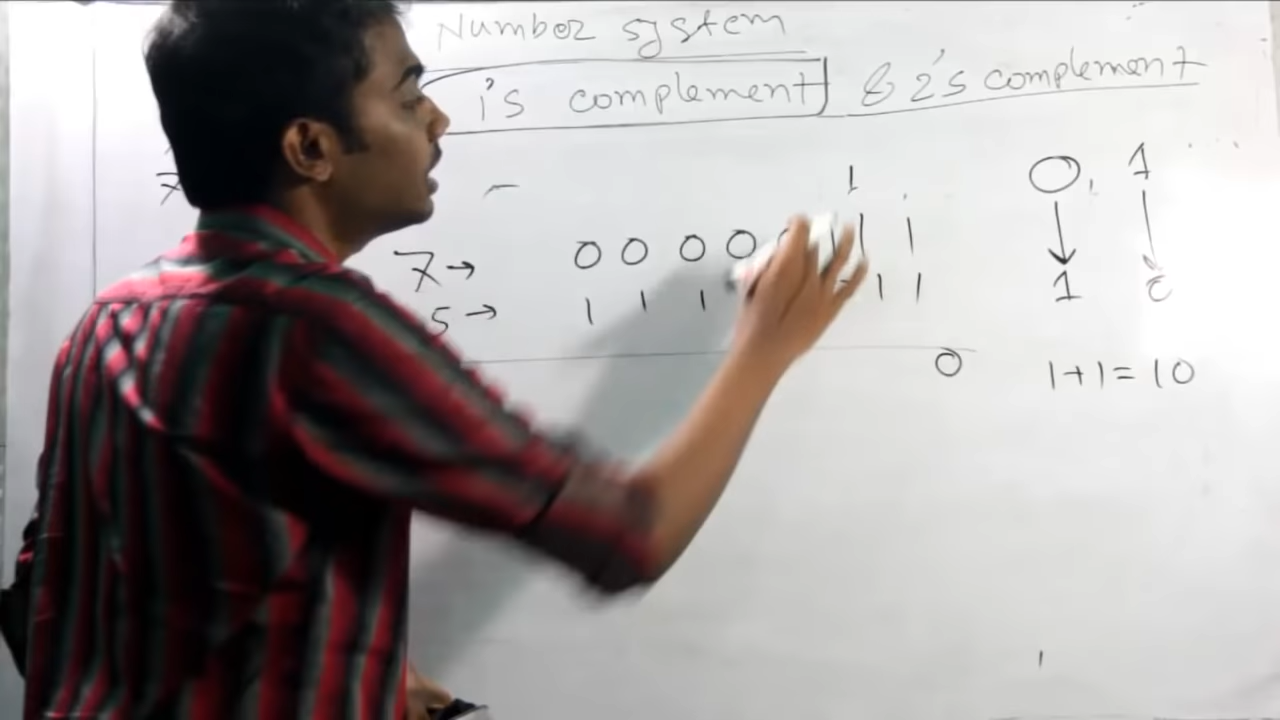 Number system
1's complement & 2's complement
1
0, 1
7→ 0 0 0 0 1 1 1
5→ 1 1 1 1 1
1 0
0
1+1=10